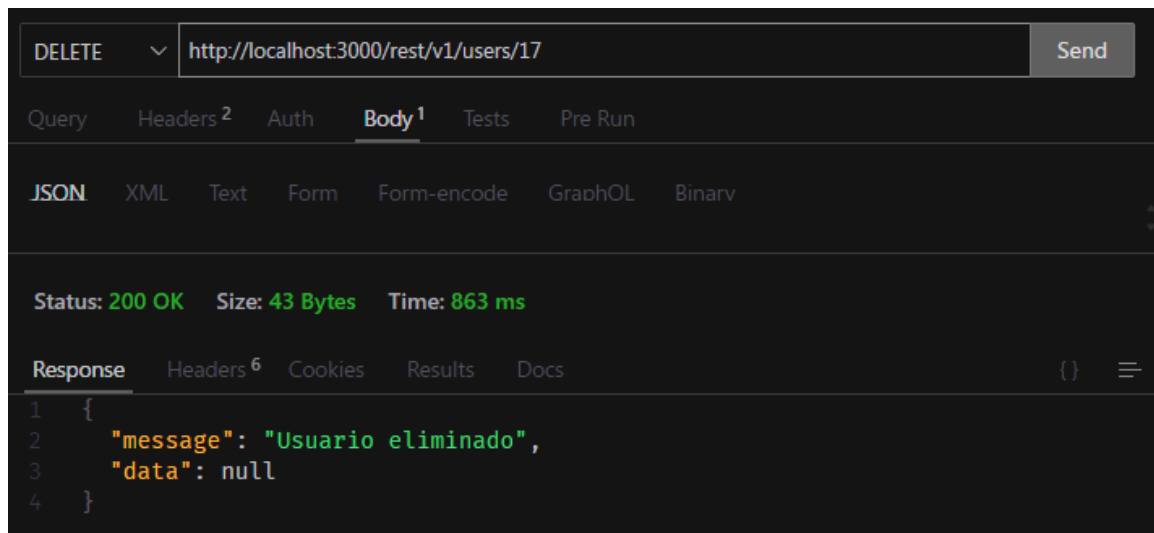 DELETE http://localhost:3000/rest/v1/users/17 Send
Query Headers 2 Auth Body 1 Tests Pre Run
JSON XML Text Form Form-encode GraphQL Binary
Status: 200 OK Size: 43 Bytes Time: 863 ms
Response Headers 6 Cookies Results Docs { }
1 {
2 "message": "Usuario eliminado",
3 "data": null
4 }